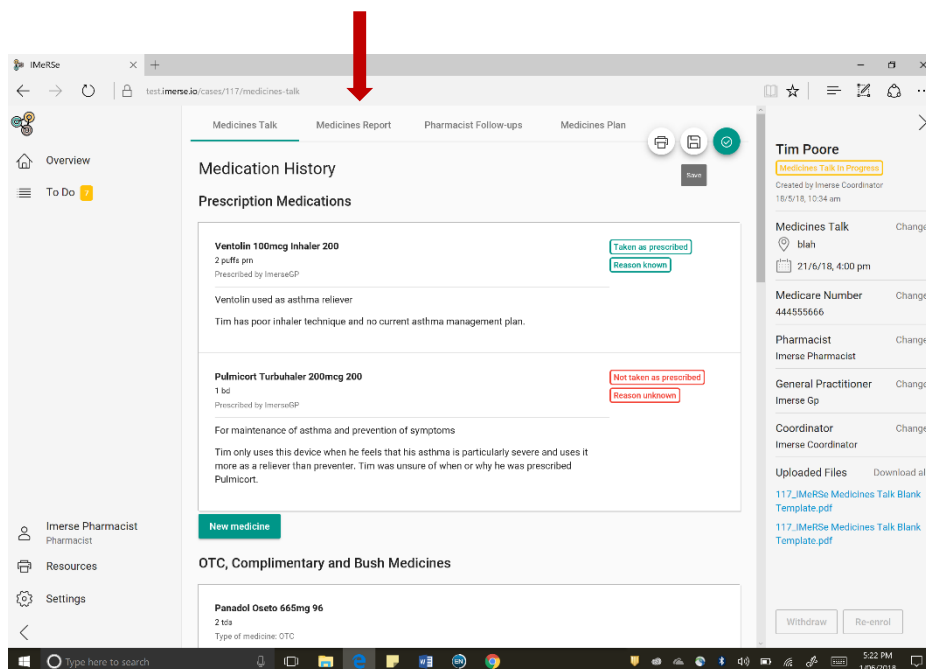 IMeRSe
test.imerse.io/cases/117/medicines-talk
Overview
To Do
Medicines Talk Medicines Report Pharmacist Follow-ups Medicines Plan
Save
Medication History
Prescription Medications
Ventolin 100mcg Inhaler 200
2 puffs prn
Prescribed by ImerseGP
Taken as prescribed
Reason known
Ventolin used as asthma reliever
Tim has poor inhaler technique and no current asthma management plan.
Pulmicort Turbuhaler 200mcg 200
1 bd
Prescribed by ImerseGP
Not taken as prescribed
Reason unknown
For maintenance of asthma and prevention of symptoms
Tim only uses this device when he feels that his asthma is particularly severe and uses it
more as a reliever than preventer. Tim was unsure of when or why he was prescribed
Pulmicort.
New medicine
OTC, Complimentary and Bush Medicines
Panadol Oseto 665mg 96
2 tds
Type of medicine: OTC
Imerse Pharmacist
Pharmacist
Resources
Settings
Tim Poore
Medicines Talk In Progress
Created by Imerse Coordinator
18/5/18, 10:34 am
Medicines Talk Change
blah
21/6/18, 4:00 pm
Medicare Number Change
444555666
Pharmacist Change
Imerse Pharmacist
General Practitioner Change
Imerse Gp
Coordinator Change
Imerse Coordinator
Uploaded Files Download al
117_IMeRSe Medicines Talk Blank
Template.pdf
117_IMeRSe Medicines Talk Blank
Template.pdf
Withdraw Re-enrol
Type here to search
5:22 PM
1/06/2018